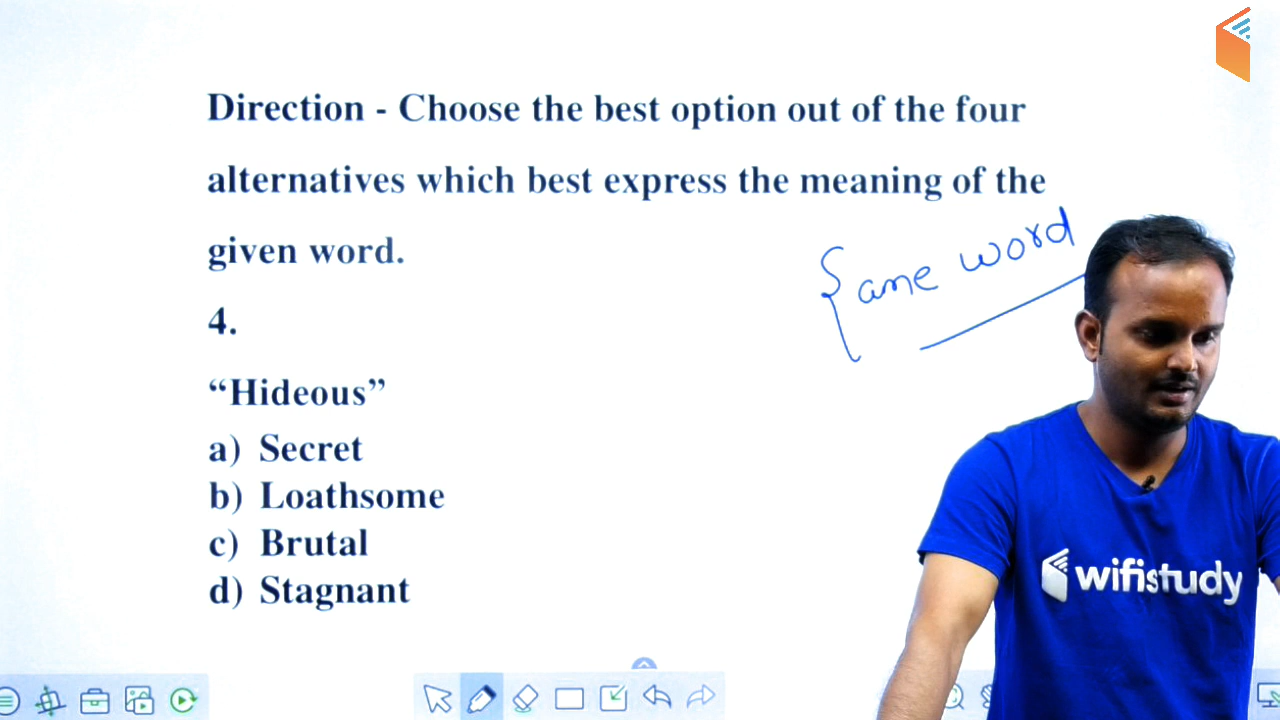 Direction - Choose the best option out of the four
alternatives which best express the meaning of the
given word.
Same word
4.
“Hideous”
a) Secret
b) Loathsome
c) Brutal
d) Stagnant
wifistudy